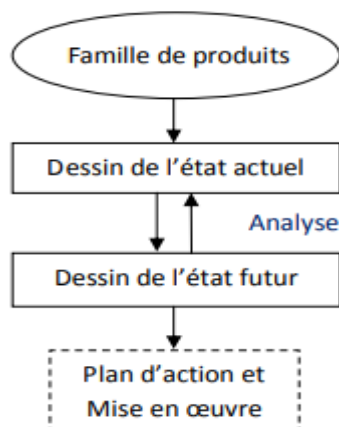 Famille de produits
Dessin de l'état actuel
Analyse
Dessin de l'état futur
Plan d'action et
Mise en œuvre